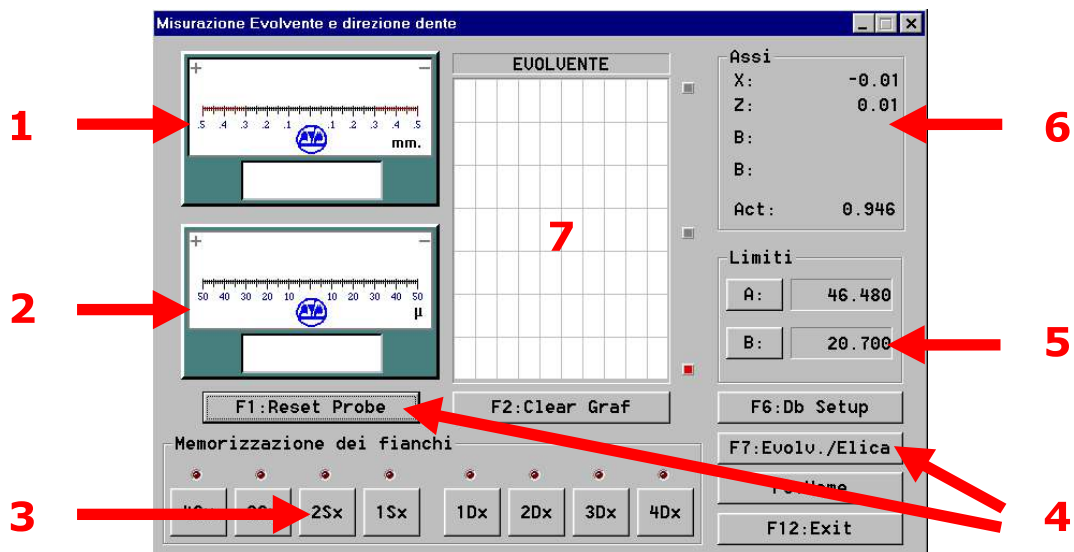 Misurazione Evolvente e direzione dente
EVOLVENTE
Assi
X: -0.01
Z: 0.01
B:
B:
Act: 0.946
+ -
.5 .4 .3 .2 .1 .1 .2 .3 .4 .5
mm.
+ -
50 40 30 20 10 10 20 30 40 50
µ
Limiti
A: 46.480
B: 20.700
F1:Reset Probe
F2:Clear Graf
F6:Db Setup
F7:Evolv./Elica
F12:Exit
Memorizzazione dei fianchi
2Sx 1Sx 1Dx 2Dx 3Dx 4Dx
1
2
3
4
5
6
7